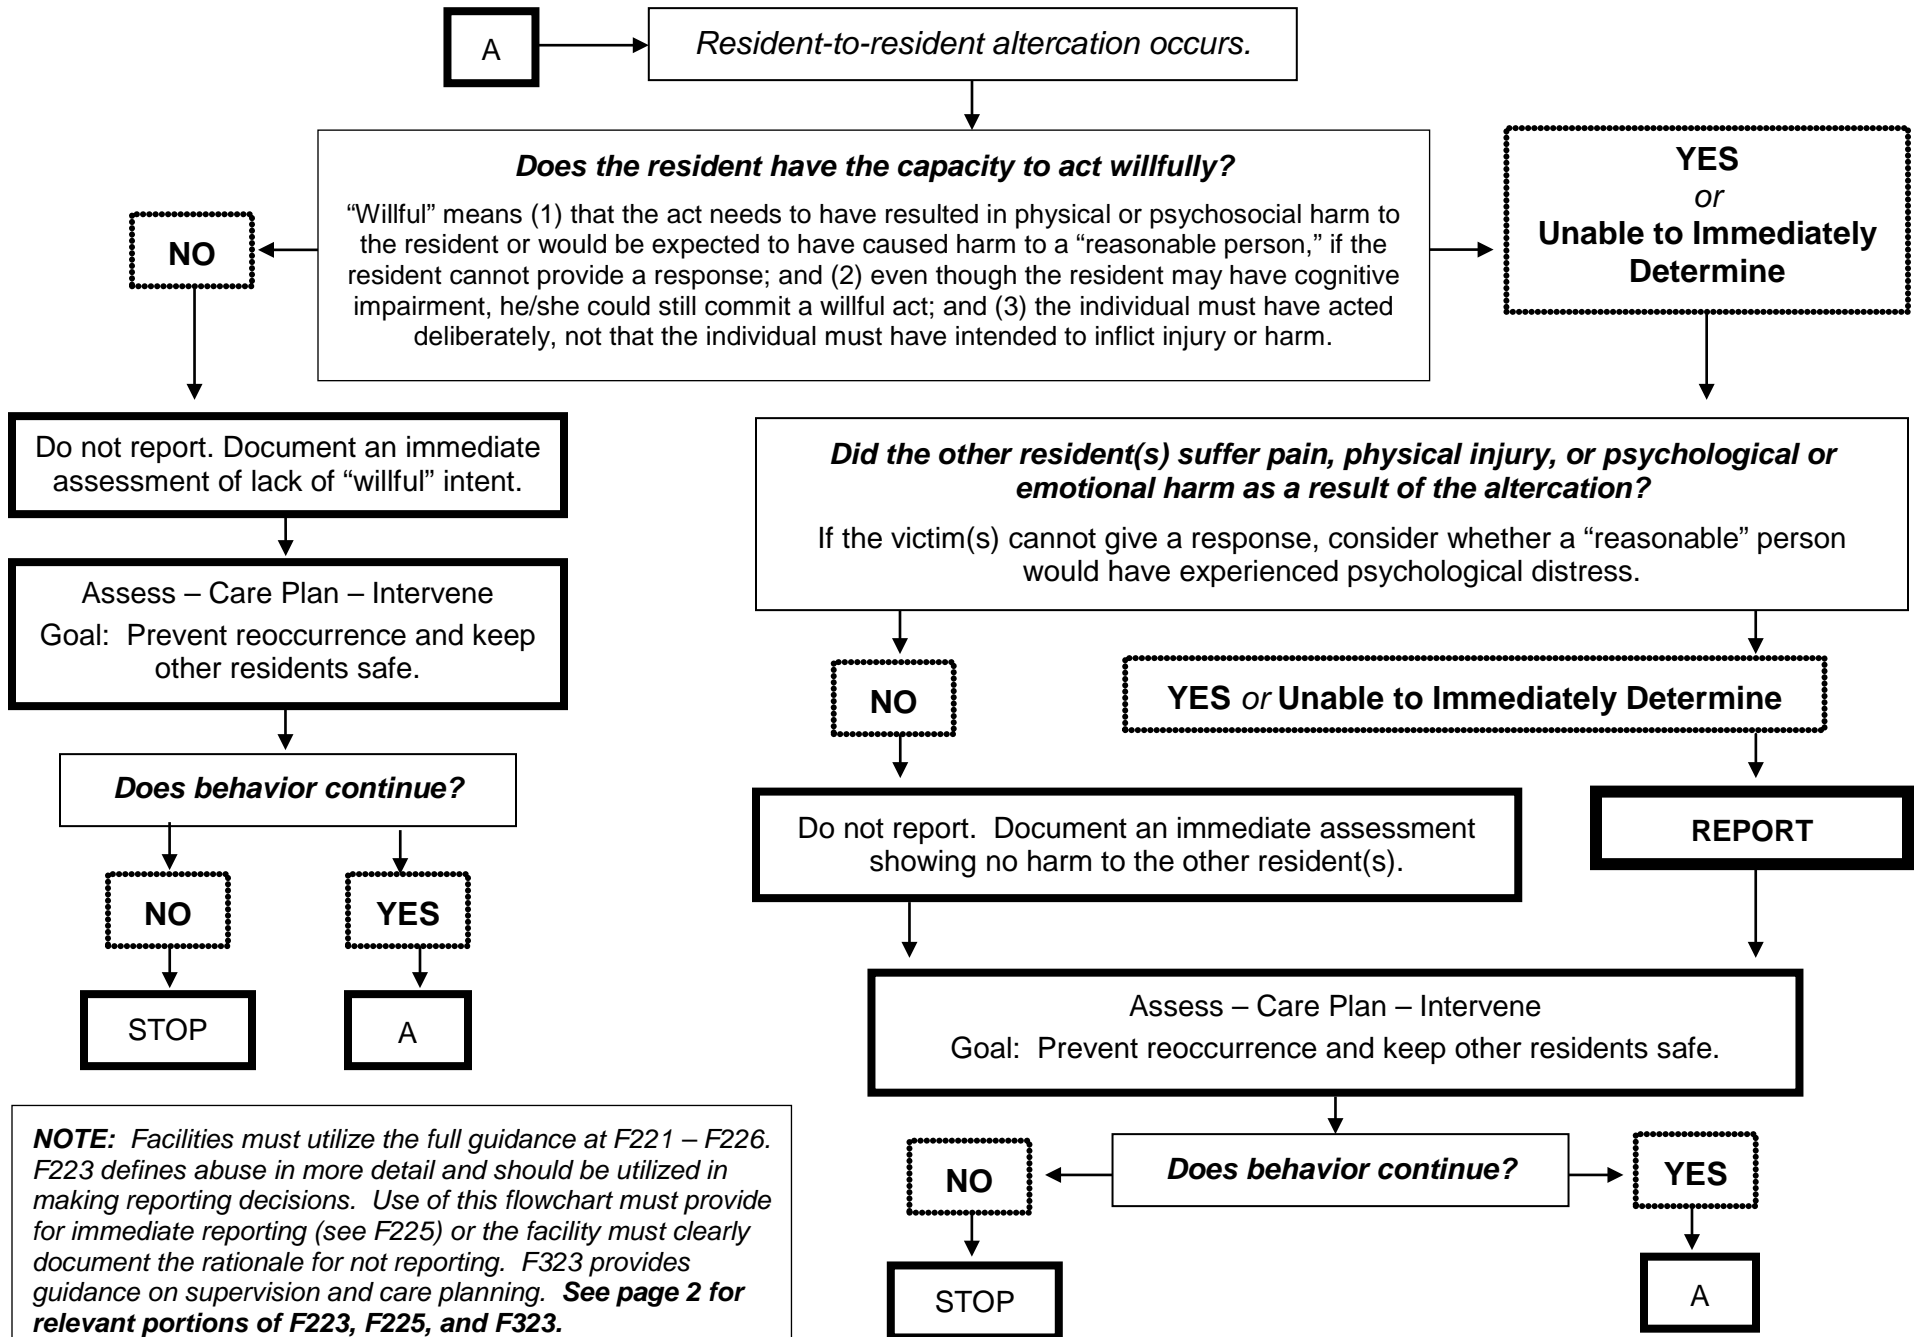 A
Resident-to-resident altercation occurs.
Does the resident have the capacity to act willfully?
“Willful” means (1) that the act needs to have resulted in physical or psychosocial harm to
the resident or would be expected to have caused harm to a “reasonable person,” if the
resident cannot provide a response; and (2) even though the resident may have cognitive
impairment, he/she could still commit a willful act; and (3) the individual must have acted
deliberately, not that the individual must have intended to inflict injury or harm.
NO
YES
or
Unable to Immediately
Determine
Do not report. Document an immediate
assessment of lack of “willful” intent.
Assess – Care Plan – Intervene
Goal: Prevent reoccurrence and keep
other residents safe.
Does behavior continue?
NO
YES
STOP
A
Did the other resident(s) suffer pain, physical injury, or psychological or
emotional harm as a result of the altercation?
If the victim(s) cannot give a response, consider whether a “reasonable” person
would have experienced psychological distress.
NO
YES or Unable to Immediately Determine
Do not report. Document an immediate assessment
showing no harm to the other resident(s).
REPORT
Assess – Care Plan – Intervene
Goal: Prevent reoccurrence and keep other residents safe.
Does behavior continue?
NO
YES
STOP
A
NOTE: Facilities must utilize the full guidance at F221 – F226.
F223 defines abuse in more detail and should be utilized in
making reporting decisions. Use of this flowchart must provide
for immediate reporting (see F225) or the facility must clearly
document the rationale for not reporting. F323 provides
guidance on supervision and care planning. See page 2 for
relevant portions of F223, F225, and F323.